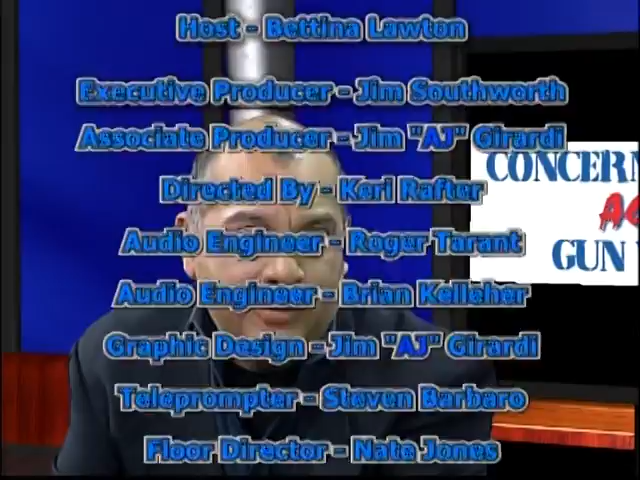 Host - Bettina Lawton
Executive Producer - Jim Southworth
Associate Producer - Jim "AJ" Girardi
Directed By - Keri Rafter
CONCERN
Audio Engineer - Roger Tarant
GUN
Audio Engineer - Brian Kelleher
Graphic Design - Jim "AJ" Girardi
Teleprompter - Steven Barbaro
Floor Director - Nate Jones